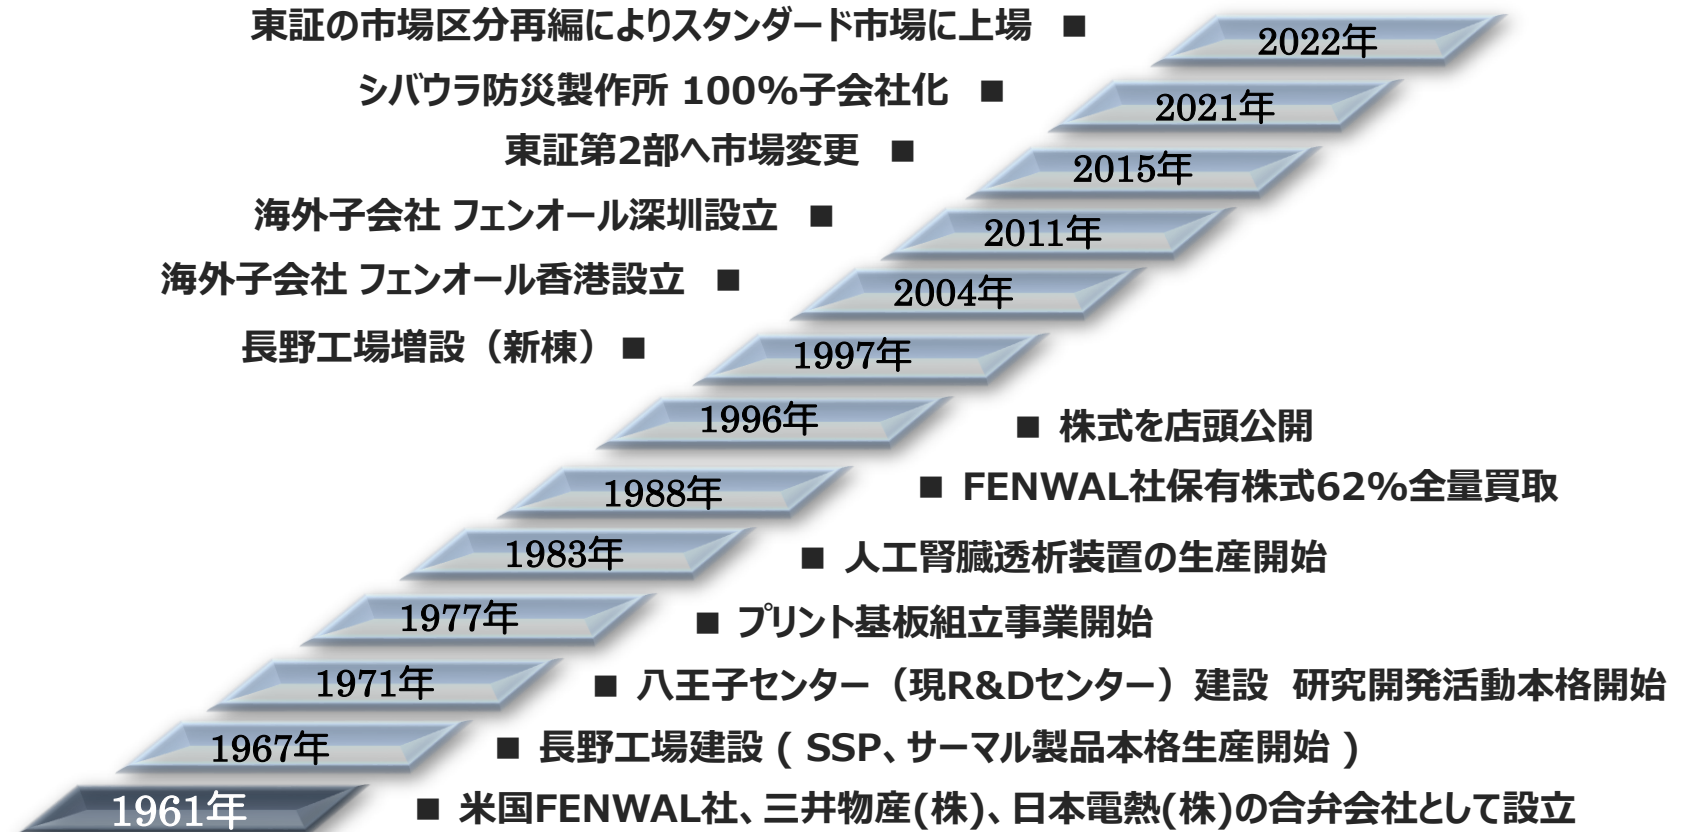 東証の市場区分再編によりスタンダード市場に上場 ■ 2022年
シバウラ防災製作所 100%子会社化 ■ 2021年
東証第2部へ市場変更 ■ 2015年
海外子会社 フェンオール深圳設立 ■ 2011年
海外子会社 フェンオール香港設立 ■ 2004年
長野工場増設（新棟）■ 1997年
1996年 ■ 株式を店頭公開
1988年 ■ FENWAL社保有株式62%全量買取
1983年 ■ 人工腎臓透析装置の生産開始
1977年 ■ プリント基板組立事業開始
1971年 ■ 八王子センター（現R&Dセンター）建設 研究開発活動本格開始
1967年 ■ 長野工場建設 ( SSP、サーマル製品本格生産開始 )
1961年 ■ 米国FENWAL社、三井物産(株)、日本電熱(株)の合弁会社として設立